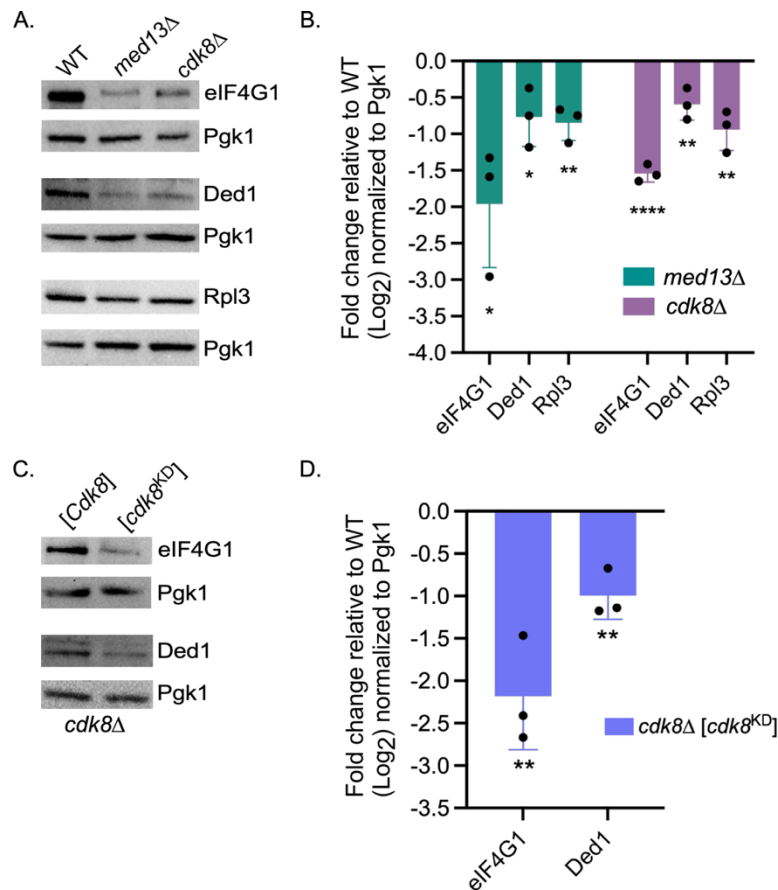 A.
WT med13Δ cdk8Δ
eIF4G1
Pgk1
Ded1
Pgk1
Rpl3
Pgk1
B.
Fold change relative to WT
(Log2) normalized to Pgk1
0.0
-0.5
-1.0
-1.5
-2.0
-2.5
-3.0
-3.5
-4.0
* ** ** **
****
*
med13Δ
cdk8Δ
eIF4G1 Ded1 Rpl3 eIF4G1 Ded1 Rpl3
C.
[Cdk8] [cdk8KD]
eIF4G1
Pgk1
Ded1
Pgk1
cdk8Δ
D.
Fold change relative to WT
(Log2) normalized to Pgk1
0.0
-0.5
-1.0
-1.5
-2.0
-2.5
-3.0
-3.5
**
**
cdk8Δ [cdk8KD]
eIF4G1 Ded1